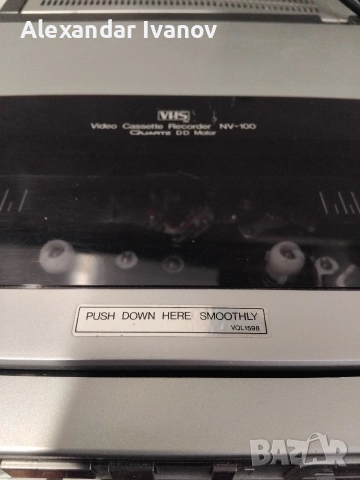 Alexandar Ivanov
VHS
Video Cassette Recorder NV-100
QUARTZ DD Motor
PUSH DOWN HERE SMOOTHLY
VQL1598
BAZAR